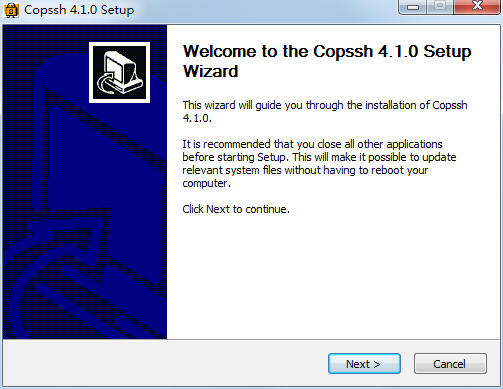 Copssh 4.1.0 Setup
Welcome to the Copssh 4.1.0 Setup
Wizard
This wizard will guide you through the installation of Copssh
4.1.0.
It is recommended that you close all other applications
before starting Setup. This will make it possible to update
relevant system files without having to reboot your
computer.
Click Next to continue.
Next >
Cancel